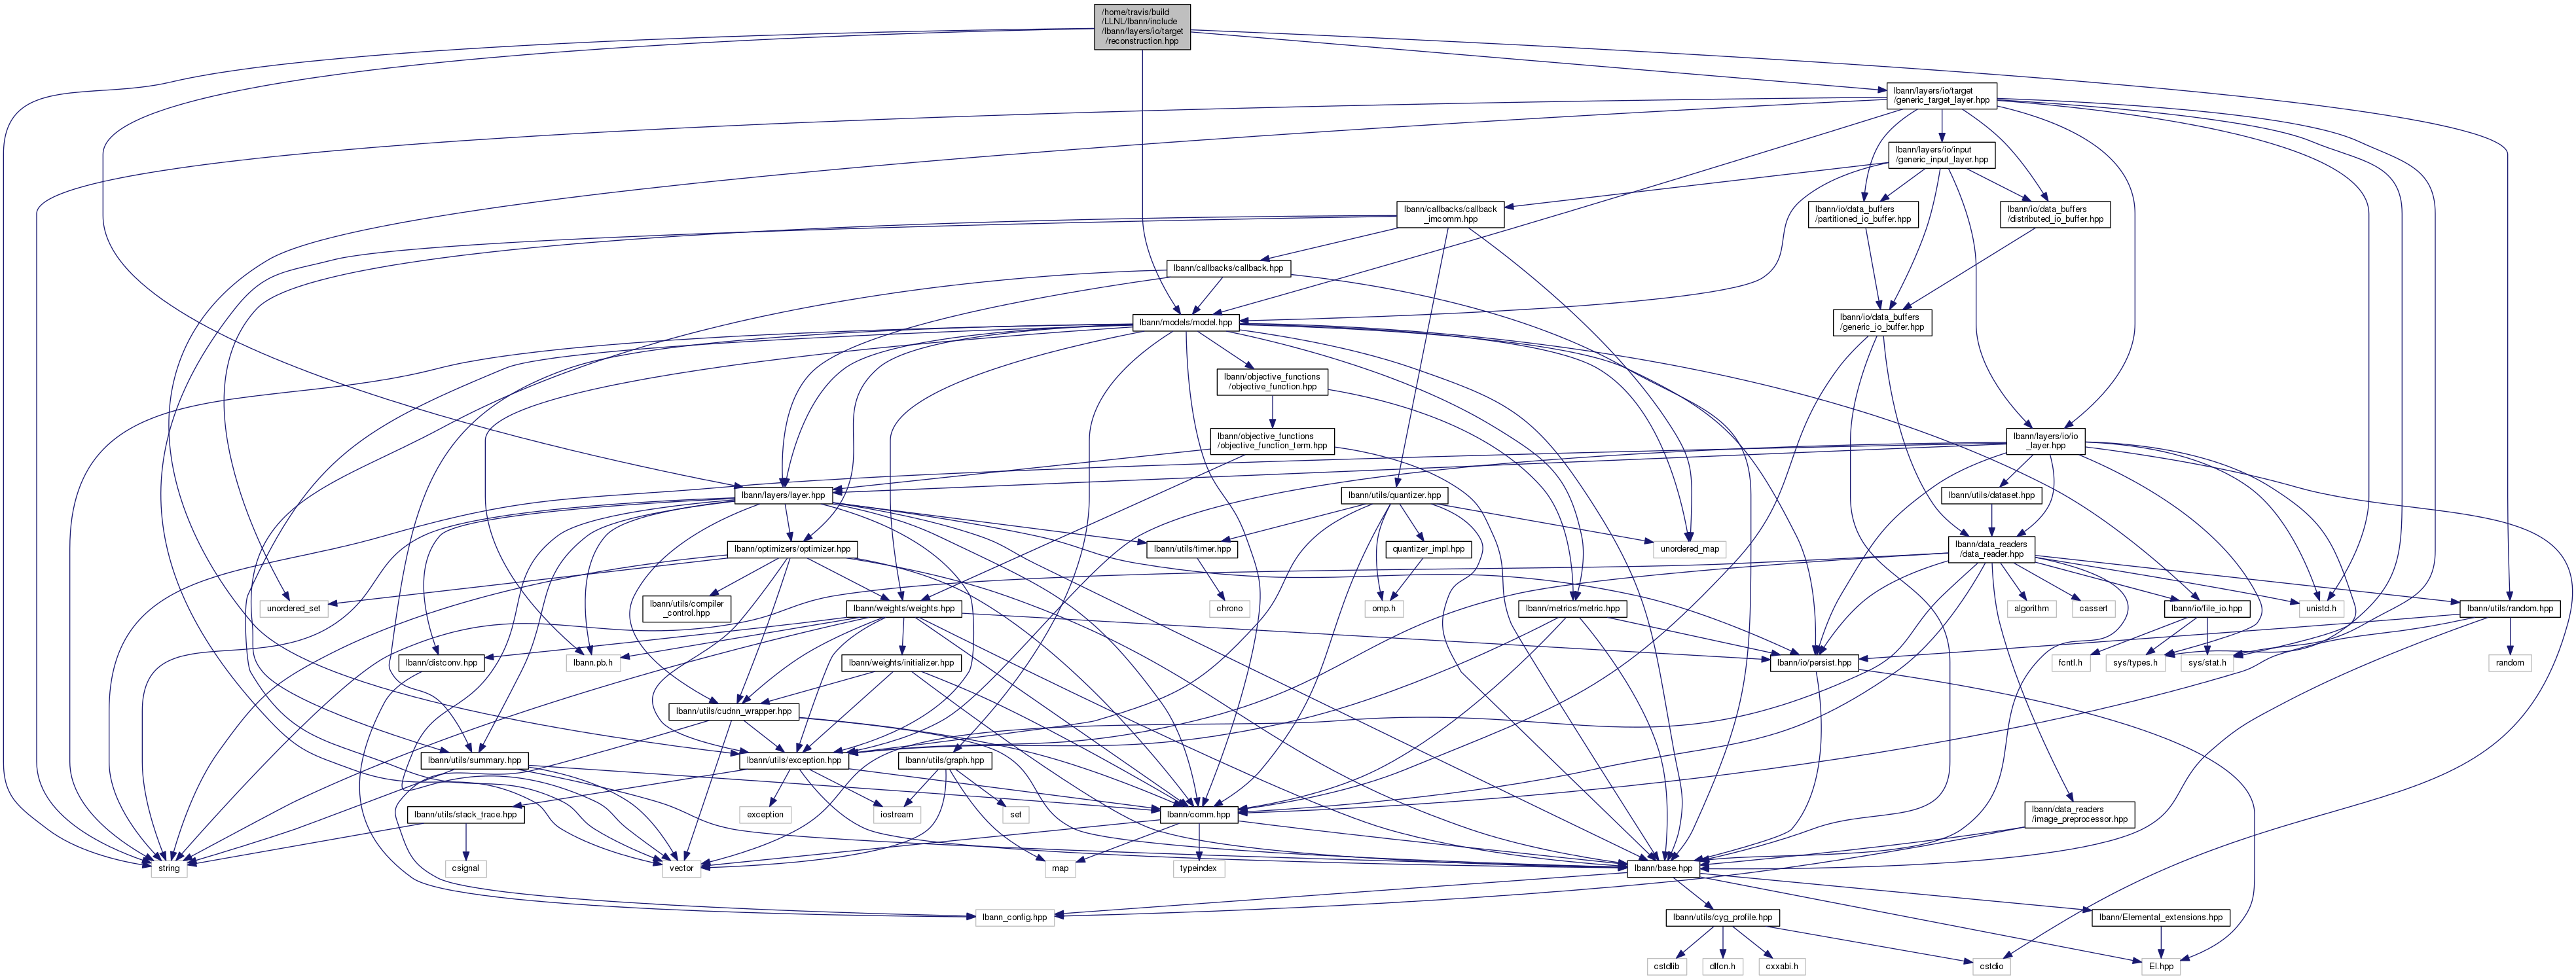 /home/travis/build
/LLNL/lbann/include
/lbann/layers/io/target
/reconstruction.hpp
lbann/layers/io/target
/generic_target_layer.hpp
lbann/layers/io/input
/generic_input_layer.hpp
lbann/callbacks/callback
_imcomm.hpp
lbann/io/data_buffers
/partitioned_io_buffer.hpp
lbann/io/data_buffers
/distributed_io_buffer.hpp
lbann/callbacks/callback.hpp
lbann/models/model.hpp
lbann/io/data_buffers
/generic_io_buffer.hpp
lbann/objective_functions
/objective_function.hpp
lbann/objective_functions
/objective_function_term.hpp
lbann/layers/io/io
_layer.hpp
lbann/layers/layer.hpp
lbann/utils/quantizer.hpp
lbann/utils/dataset.hpp
lbann/optimizers/optimizer.hpp
lbann/utils/timer.hpp
quantizer_impl.hpp
unordered_map
lbann/data_readers
/data_reader.hpp
unordered_set
lbann/utils/compiler
_control.hpp
lbann/weights/weights.hpp
chrono
omp.h
lbann/metrics/metric.hpp
algorithm
cassert
lbann/io/file_io.hpp
unistd.h
lbann/utils/random.hpp
lbann/distconv.hpp
lbann.pb.h
lbann/weights/initializer.hpp
lbann/io/persist.hpp
fcntl.h
sys/types.h
sys/stat.h
random
lbann/utils/cudnn_wrapper.hpp
lbann/utils/summary.hpp
lbann/utils/exception.hpp
lbann/utils/graph.hpp
lbann/utils/stack_trace.hpp
exception
iostream
set
lbann/comm.hpp
lbann/data_readers
/image_preprocessor.hpp
string
csignal
vector
map
typeindex
lbann/base.hpp
lbann_config.hpp
lbann/utils/cyg_profile.hpp
lbann/Elemental_extensions.hpp
cstdlib
dlfcn.h
cxxabi.h
cstdio
El.hpp